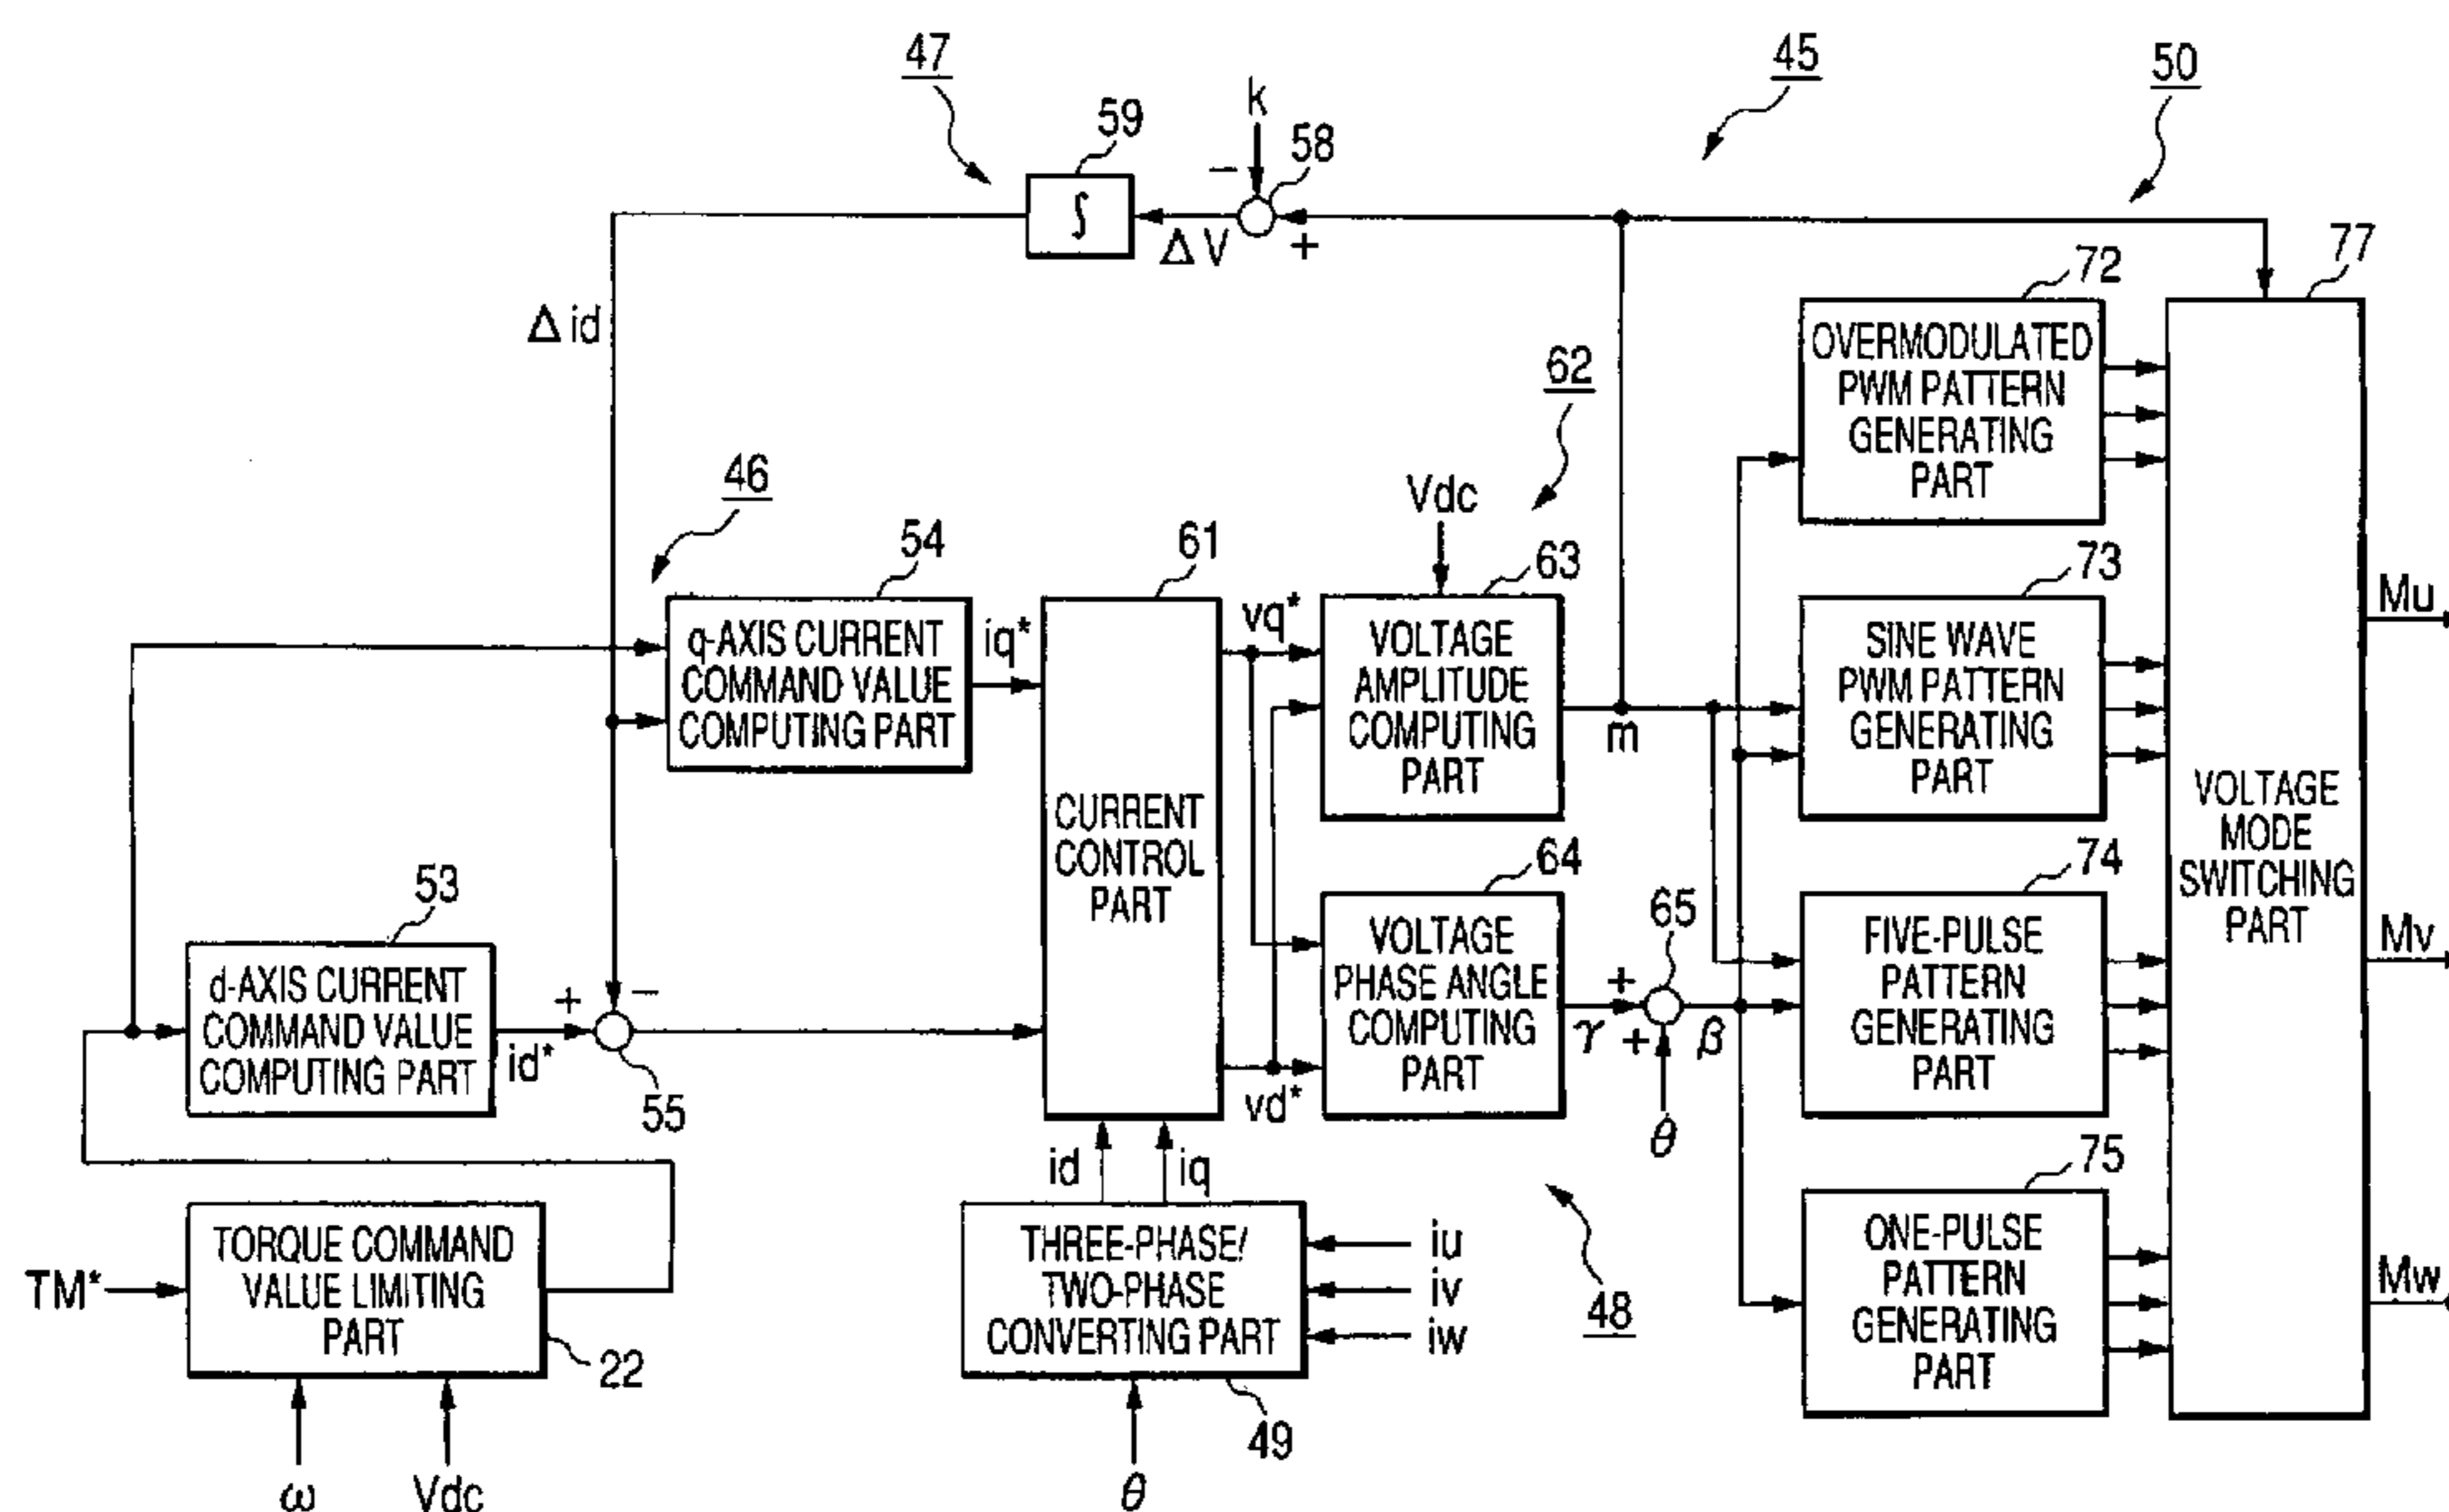 47
45
50
k
59
58
∫
−
ΔV
+
77
72
Δid
OVERMODULATED
PWM PATTERN
GENERATING
PART
62
46
Vdc
54
61
63
73
Mu
q-AXIS CURRENT
COMMAND VALUE
COMPUTING PART
iq*
vq*
VOLTAGE
AMPLITUDE
COMPUTING
PART
m
SINE WAVE
PWM PATTERN
GENERATING
PART
VOLTAGE
MODE
SWITCHING
PART
CURRENT
CONTROL
PART
53
64
65
74
Mv
d-AXIS CURRENT
COMMAND VALUE
COMPUTING PART
+
−
id*
55
vd*
VOLTAGE
PHASE ANGLE
COMPUTING
PART
+
γ
+
β
θ
FIVE-PULSE
PATTERN
GENERATING
PART
id
iq
75
TM*
TORQUE COMMAND
VALUE LIMITING
PART
22
THREE-PHASE/
TWO-PHASE
CONVERTING PART
iu
iv
iw
48
ONE-PULSE
PATTERN
GENERATING
PART
Mw
49
ω
Vdc
θ